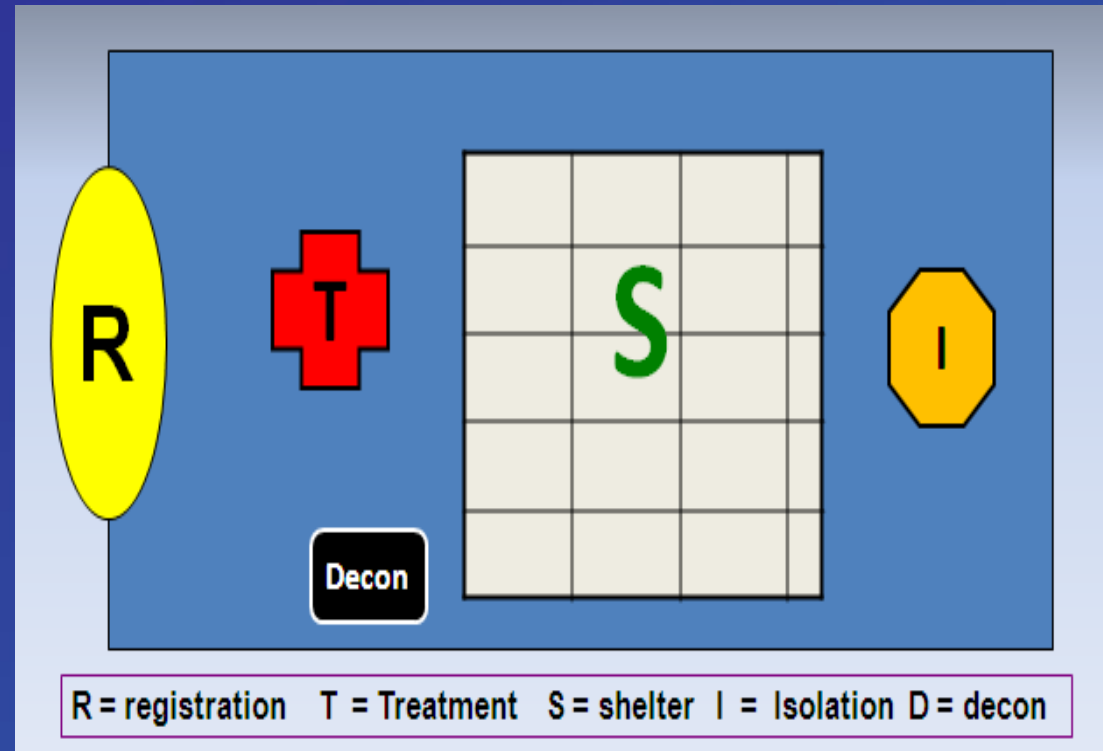 R
T
S
I
Decon
R = registration T = Treatment S = shelter I = Isolation D = decon